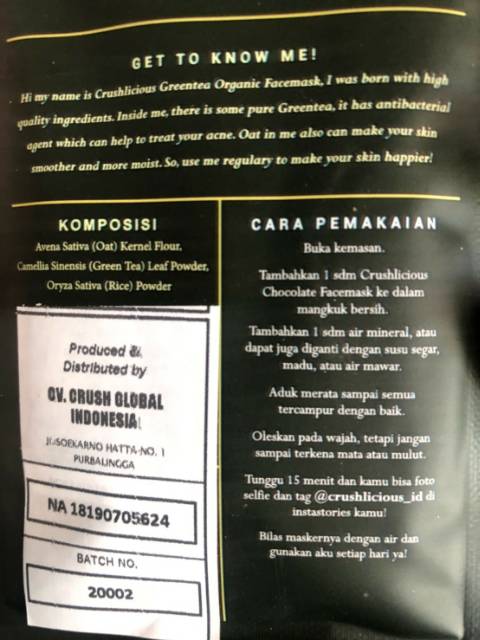 GET TO KNOW ME!
Hi my name is Crushlicious Greentea Organic Facemask, I was born with high
quality ingredients. Inside me, there is some pure Greentea, it has antibacterial
agent which can help to treat your acne. Oat in me also can make your skin
smoother and more moist. So, use me regulary to make your skin happier!
KOMPOSISI
Avena Sativa (Oat) Kernel Flour,
Camellia Sinensis (Green Tea) Leaf Powder,
Oryza Sativa (Rice) Powder
Produced &
Distributed by
CV. CRUSH GLOBAL
INDONESIA
JL.SOEKARNO HATTA NO. 1
PURBALINGGA
NA 18190705624
BATCH NO.
20002
CARA PEMAKAIAN
Buka kemasan.
Tambahkan 1 sdm Crushlicious
Chocolate Facemask ke dalam
mangkuk bersih.
Tambahkan 1 sdm air mineral, atau
dapat juga diganti dengan susu segar,
madu, atau air mawar.
Aduk merata sampai semua
tercampur dengan baik.
Oleskan pada wajah, tetapi jangan
sampai terkena mata atau mulut.
Tunggu 15 menit dan kamu bisa foto
selfie dan tag @crushlicious_id di
instastories kamu!
Bilas maskernya dengan air dan
gunakan aku setiap hari ya!